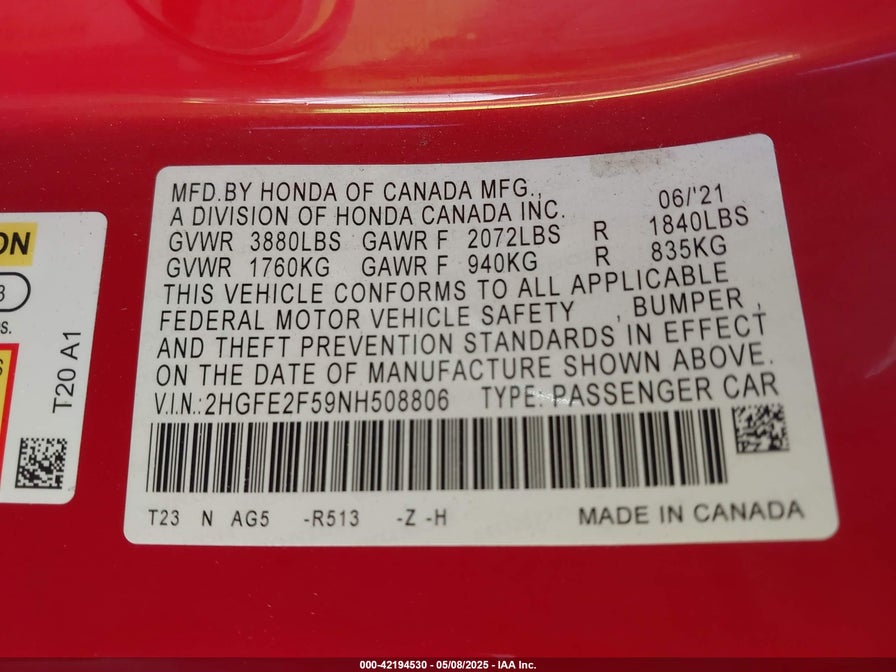 ON
3
S.
S
T20 A1
MFD.BY HONDA OF CANADA MFG., 06/'21
A DIVISION OF HONDA CANADA INC.
GVWR 3880LBS GAWR F 2072LBS R 1840LBS
GVWR 1760KG GAWR F 940KG R 835KG
THIS VEHICLE CONFORMS TO ALL APPLICABLE
FEDERAL MOTOR VEHICLE SAFETY , BUMPER ,
AND THEFT PREVENTION STANDARDS IN EFFECT
ON THE DATE OF MANUFACTURE SHOWN ABOVE.
V.I.N.:2HGFE2F59NH508806 TYPE: PASSENGER CAR
T23 N AG5 -R513 -Z -H MADE IN CANADA
000-42194530 - 05/08/2025 - IAA Inc.